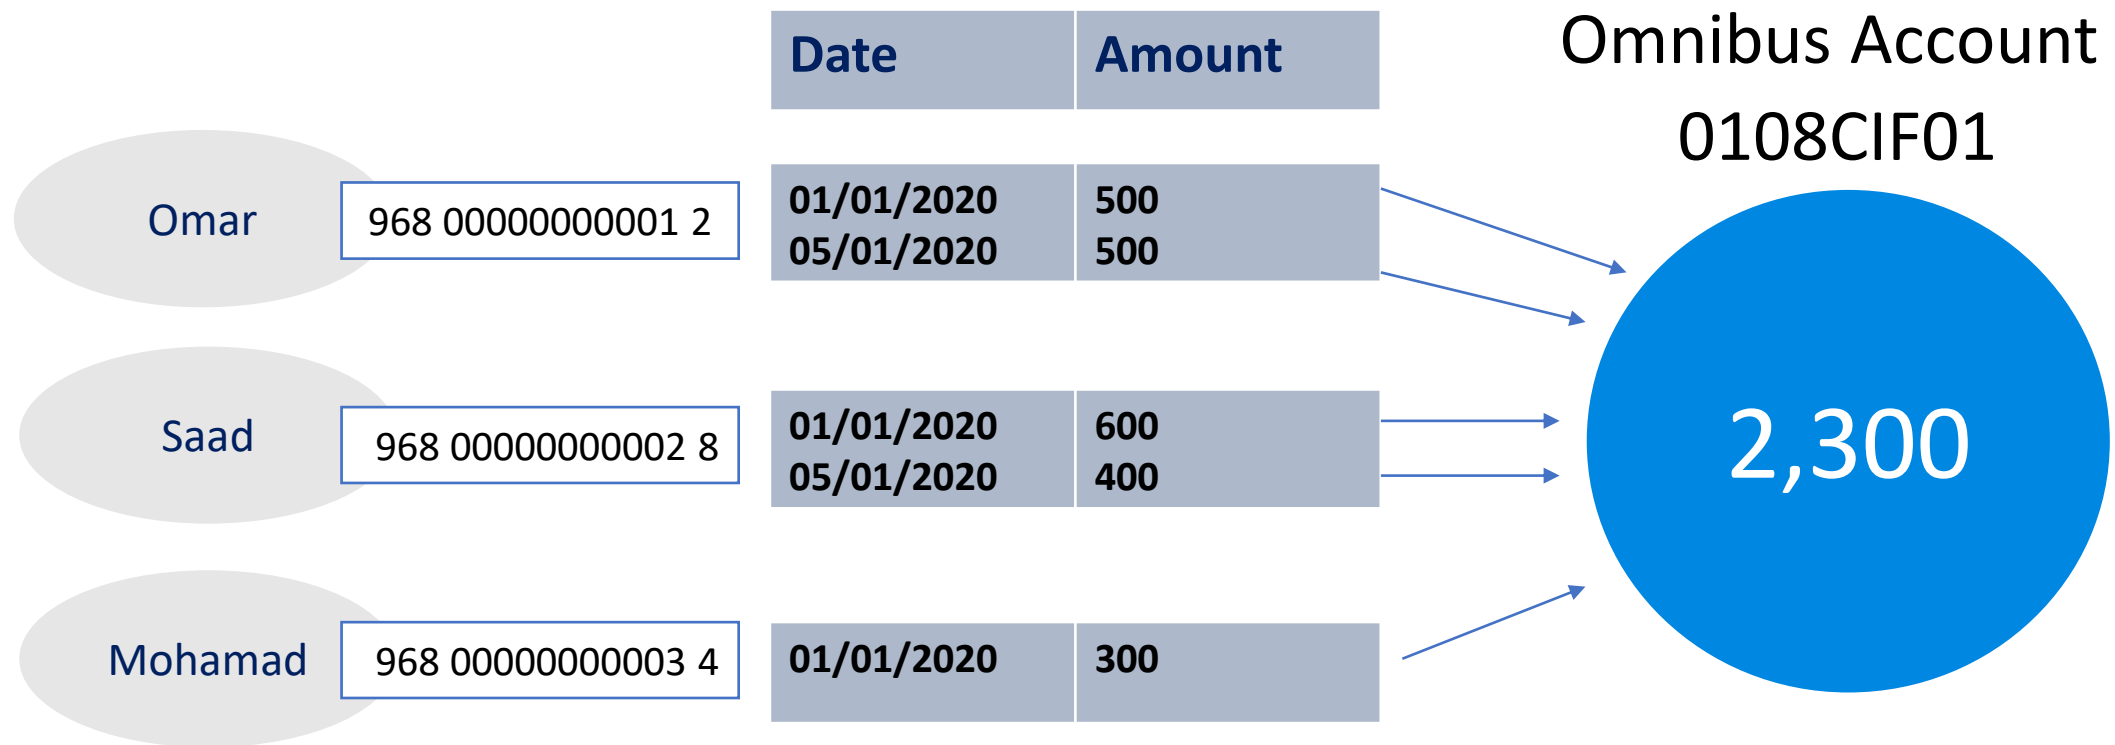 Date Amount
Omnibus Account
0108CIF01
Omar 968 00000000001 2
01/01/2020 500
05/01/2020 500
Saad 968 00000000002 8
01/01/2020 600
05/01/2020 400
2,300
Mohamad 968 00000000003 4
01/01/2020 300